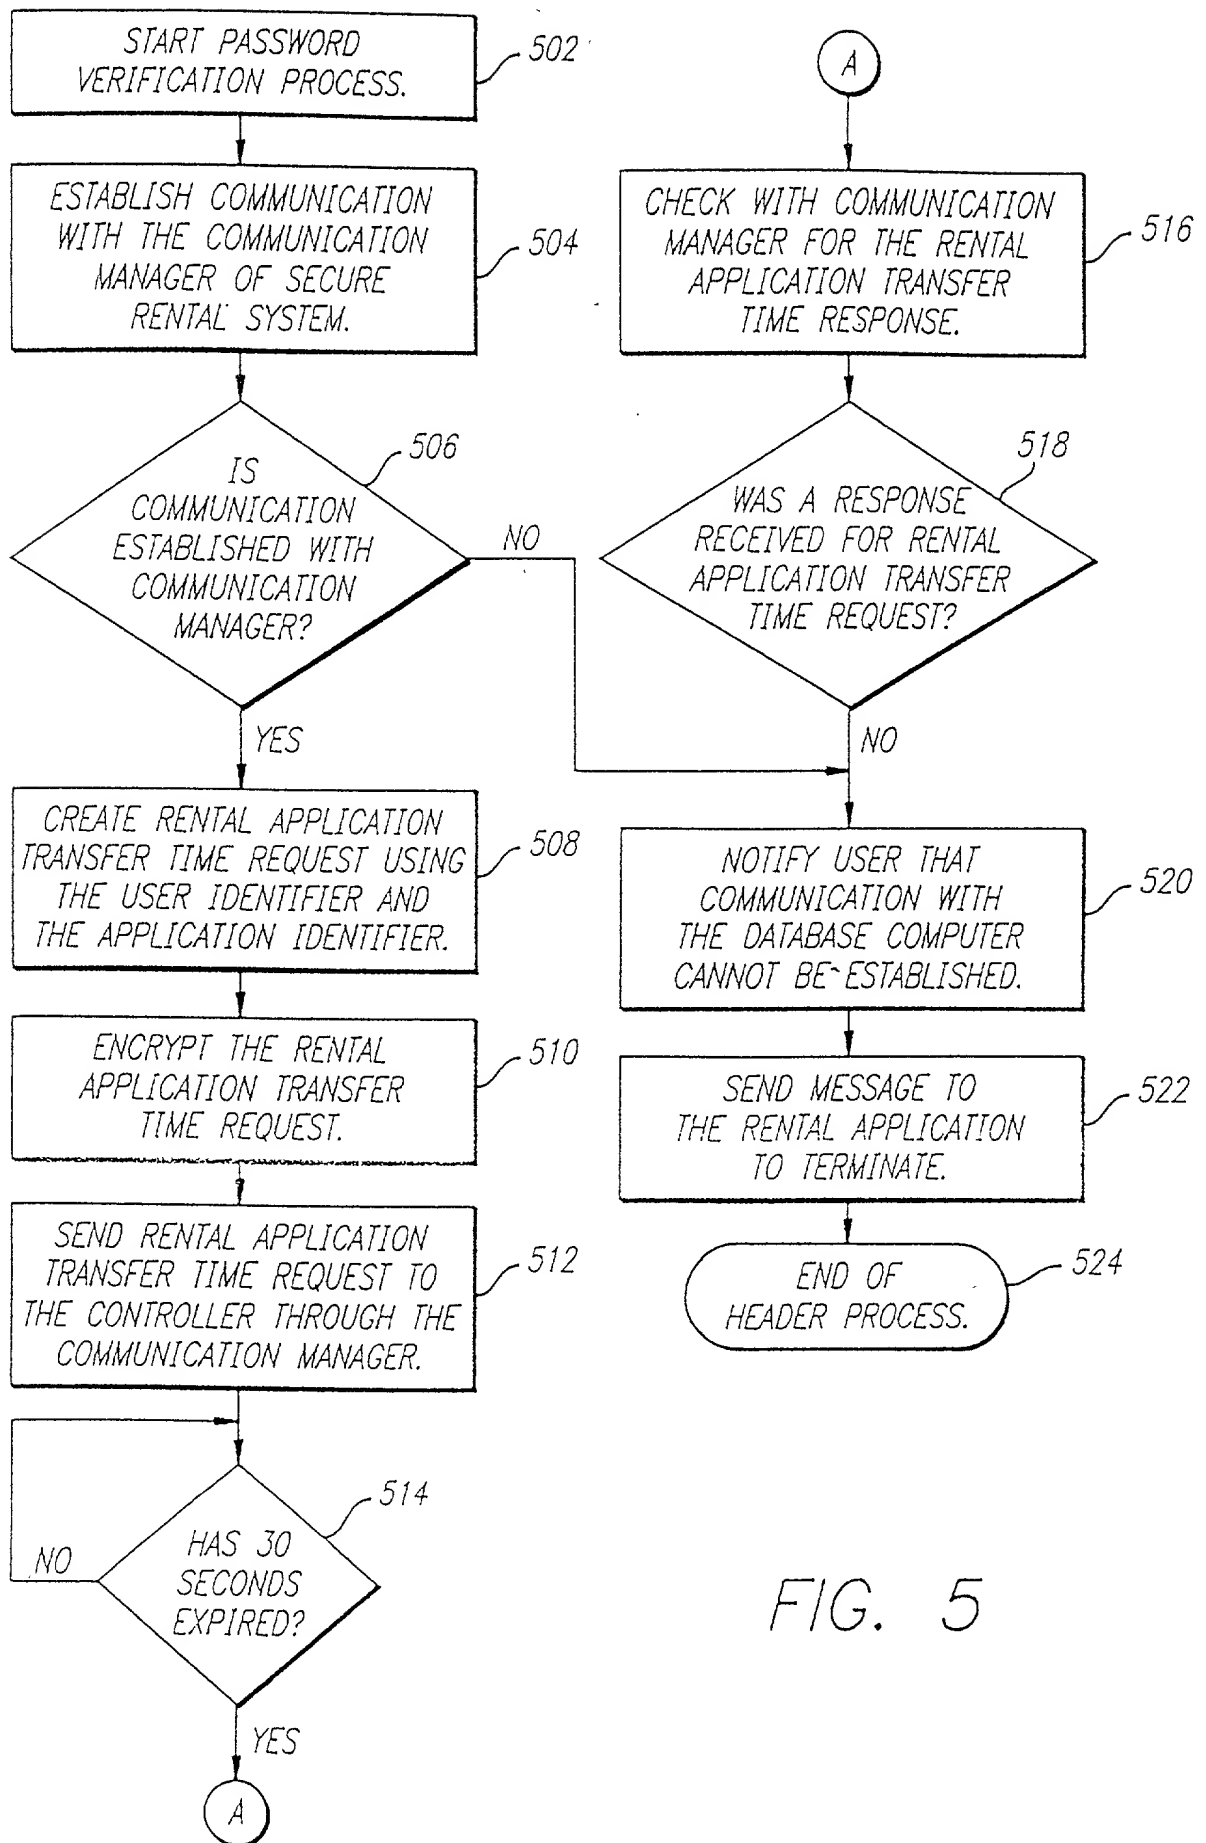 START PASSWORD
VERIFICATION PROCESS.
502
ESTABLISH COMMUNICATION
WITH THE COMMUNICATION
MANAGER OF SECURE
RENTAL SYSTEM.
504
IS
COMMUNICATION
ESTABLISHED WITH
COMMUNICATION
MANAGER?
506
NO
YES
CREATE RENTAL APPLICATION
TRANSFER TIME REQUEST USING
THE USER IDENTIFIER AND
THE APPLICATION IDENTIFIER.
508
ENCRYPT THE RENTAL
APPLICATION TRANSFER
TIME REQUEST.
510
SEND RENTAL APPLICATION
TRANSFER TIME REQUEST TO
THE CONTROLLER THROUGH THE
COMMUNICATION MANAGER.
512
HAS 30
SECONDS
EXPIRED?
514
NO
YES
A
A
CHECK WITH COMMUNICATION
MANAGER FOR THE RENTAL
APPLICATION TRANSFER
TIME RESPONSE.
516
WAS A RESPONSE
RECEIVED FOR RENTAL
APPLICATION TRANSFER
TIME REQUEST?
518
NO
NOTIFY USER THAT
COMMUNICATION WITH
THE DATABASE COMPUTER
CANNOT BE ESTABLISHED.
520
SEND MESSAGE TO
THE RENTAL APPLICATION
TO TERMINATE.
522
END OF
HEADER PROCESS.
524
FIG. 5